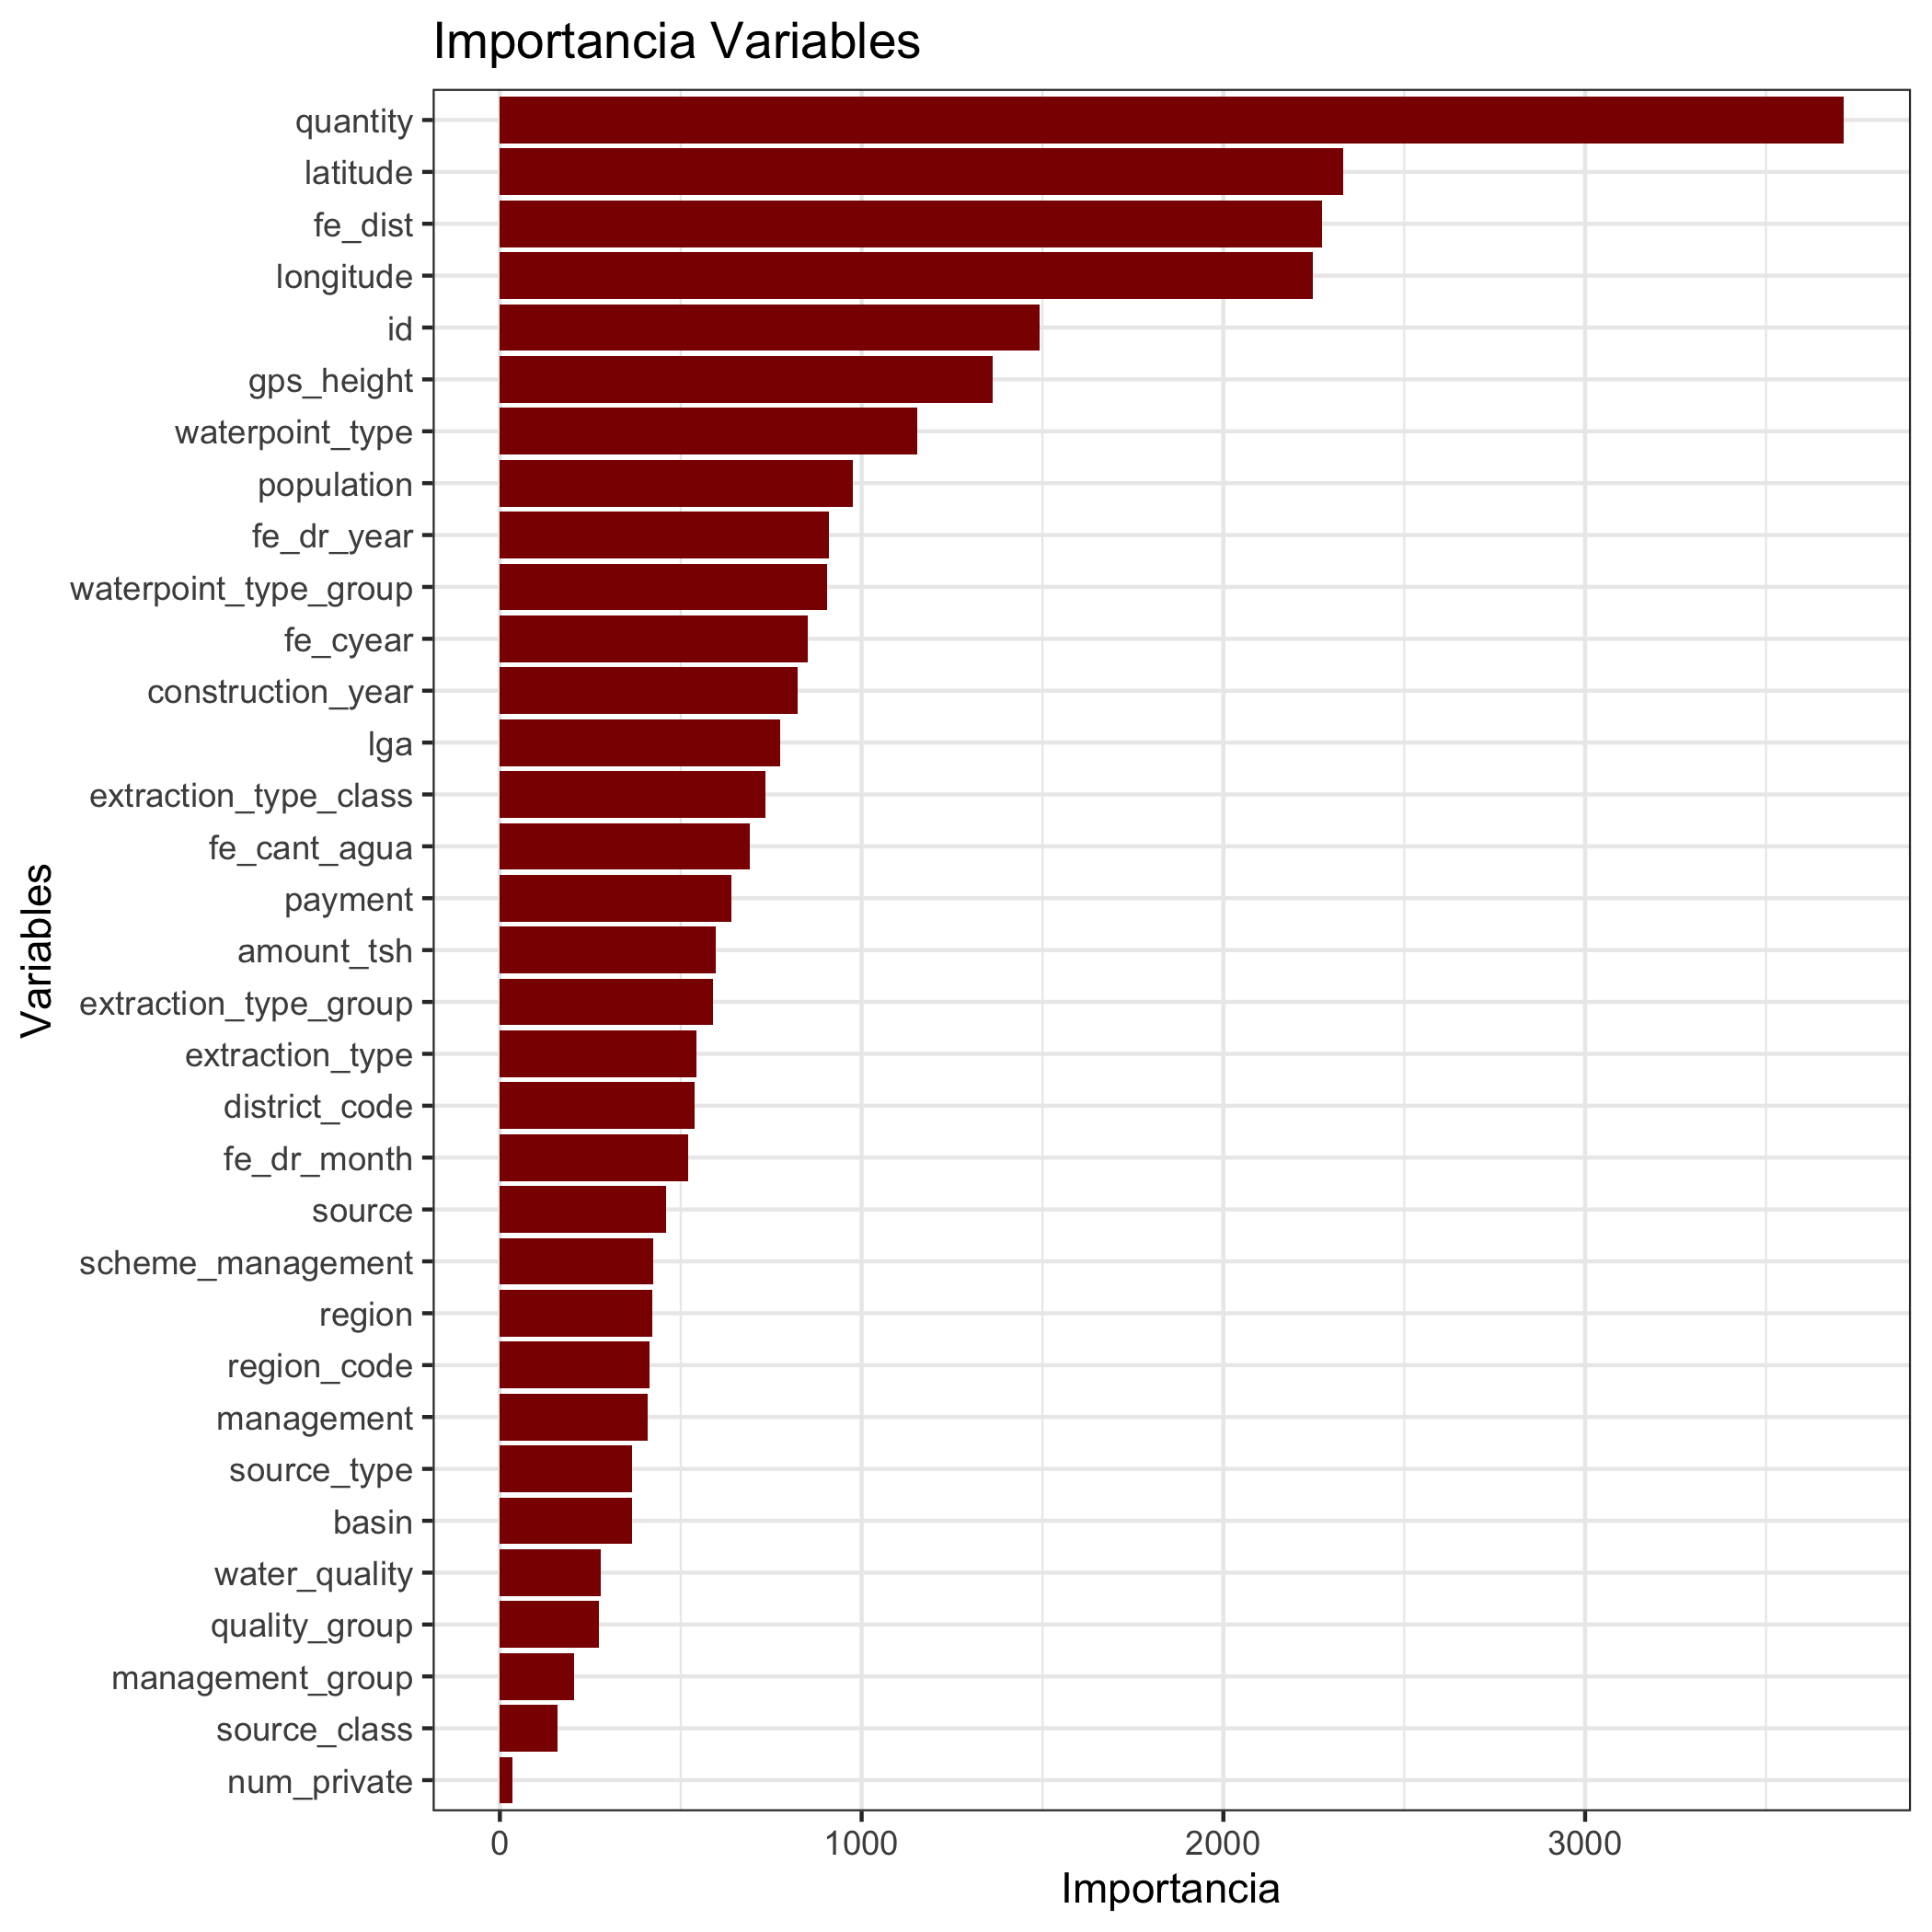 Importancia Variables
quantity
latitude
fe_dist
longitude
id
gps_height
waterpoint_type
population
fe_dr_year
waterpoint_type_group
fe_cyear
construction_year
lga
extraction_type_class
fe_cant_agua
payment
amount_tsh
extraction_type_group
extraction_type
district_code
fe_dr_month
source
scheme_management
region
region_code
management
source_type
basin
water_quality
quality_group
management_group
source_class
num_private
Variables
0 1000 2000 3000
Importancia